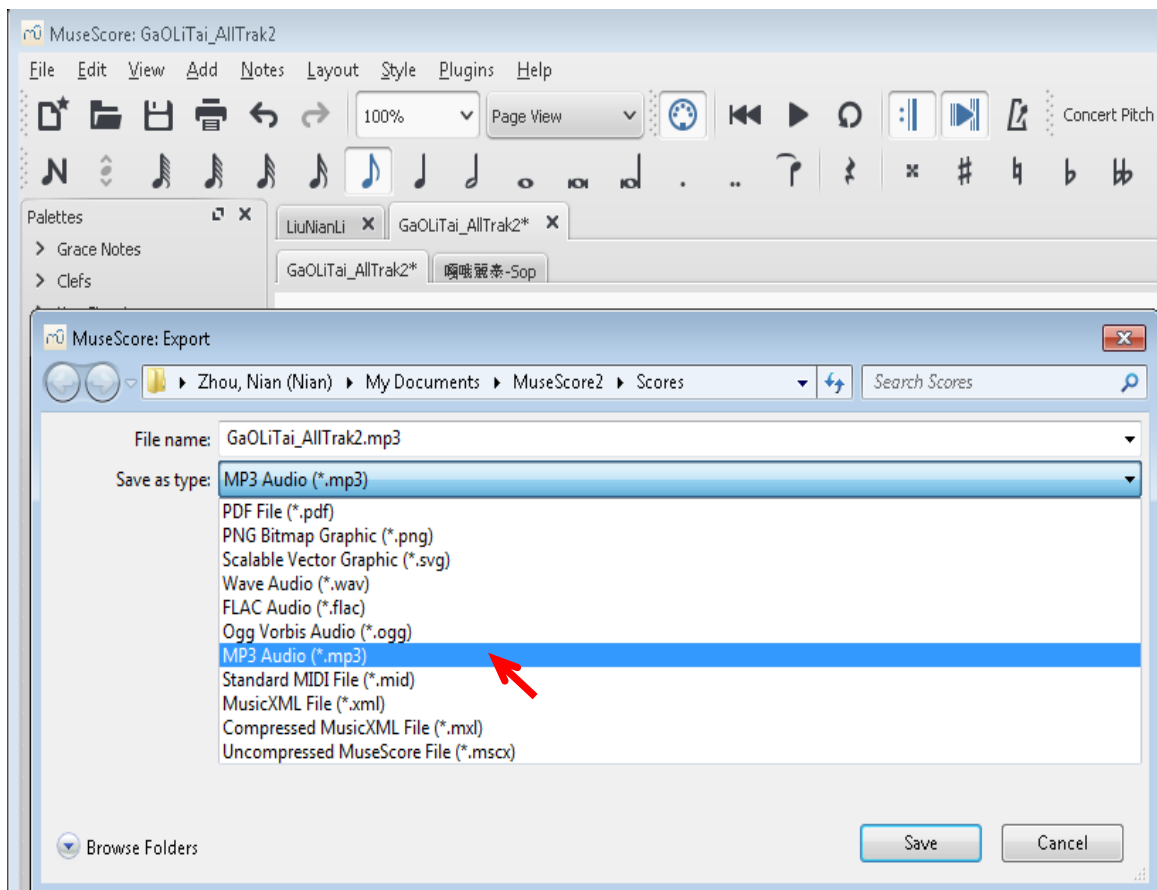 MuseScore: GaOLiTai_AllTrak2
File Edit View Add Notes Layout Style Plugins Help
100% Page View Concert Pitch
Palettes
LiuNianLi GaOLiTai_AllTrak2*
Grace Notes
GaOLiTai_AllTrak2* 嘎哦麗泰-Sop
Clefs
MuseScore: Export
Zhou, Nian (Nian) My Documents MuseScore2 Scores Search Scores
File name: GaOLiTai_AllTrak2.mp3
Save as type: MP3 Audio (*.mp3)
PDF File (*.pdf)
PNG Bitmap Graphic (*.png)
Scalable Vector Graphic (*.svg)
Wave Audio (*.wav)
FLAC Audio (*.flac)
Ogg Vorbis Audio (*.ogg)
MP3 Audio (*.mp3)
Standard MIDI File (*.mid)
MusicXML File (*.xml)
Compressed MusicXML File (*.mxl)
Uncompressed MuseScore File (*.mscx)
Browse Folders Save Cancel